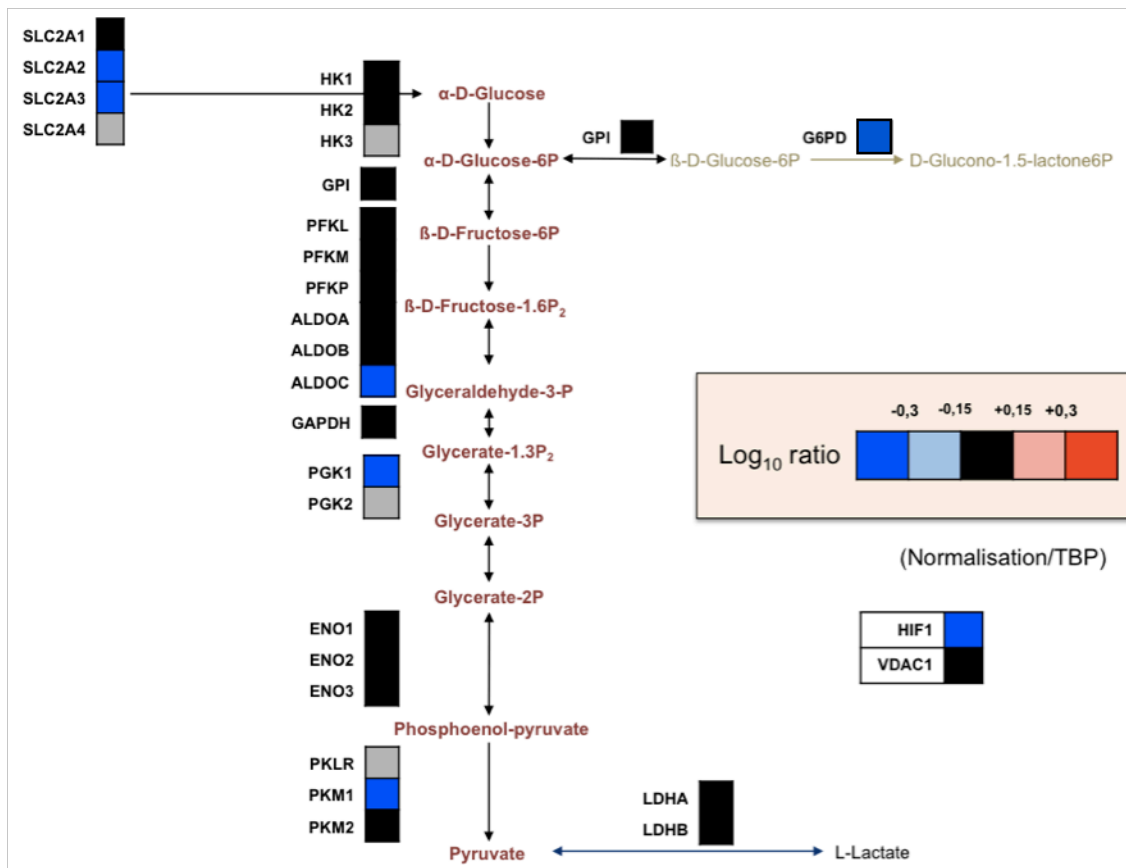 SLC2A1
SLC2A2
SLC2A3
SLC2A4
HK1
HK2
HK3
α-D-Glucose
GPI
G6PD
α-D-Glucose-6P
ß-D-Glucose-6P
D-Glucono-1.5-lactone6P
GPI
PFKL
PFKM
PFKP
ALDOA
ALDOB
ALDOC
ß-D-Fructose-6P
ß-D-Fructose-1.6P₂
Glyceraldehyde-3-P
GAPDH
Glycerate-1.3P₂
PGK1
PGK2
Glycerate-3P
Glycerate-2P
-0,3 -0,15 +0,15 +0,3
Log₁₀ ratio
(Normalisation/TBP)
HIF1
VDAC1
ENO1
ENO2
ENO3
Phosphoenol-pyruvate
PKLR
PKM1
PKM2
LDHA
LDHB
Pyruvate
L-Lactate